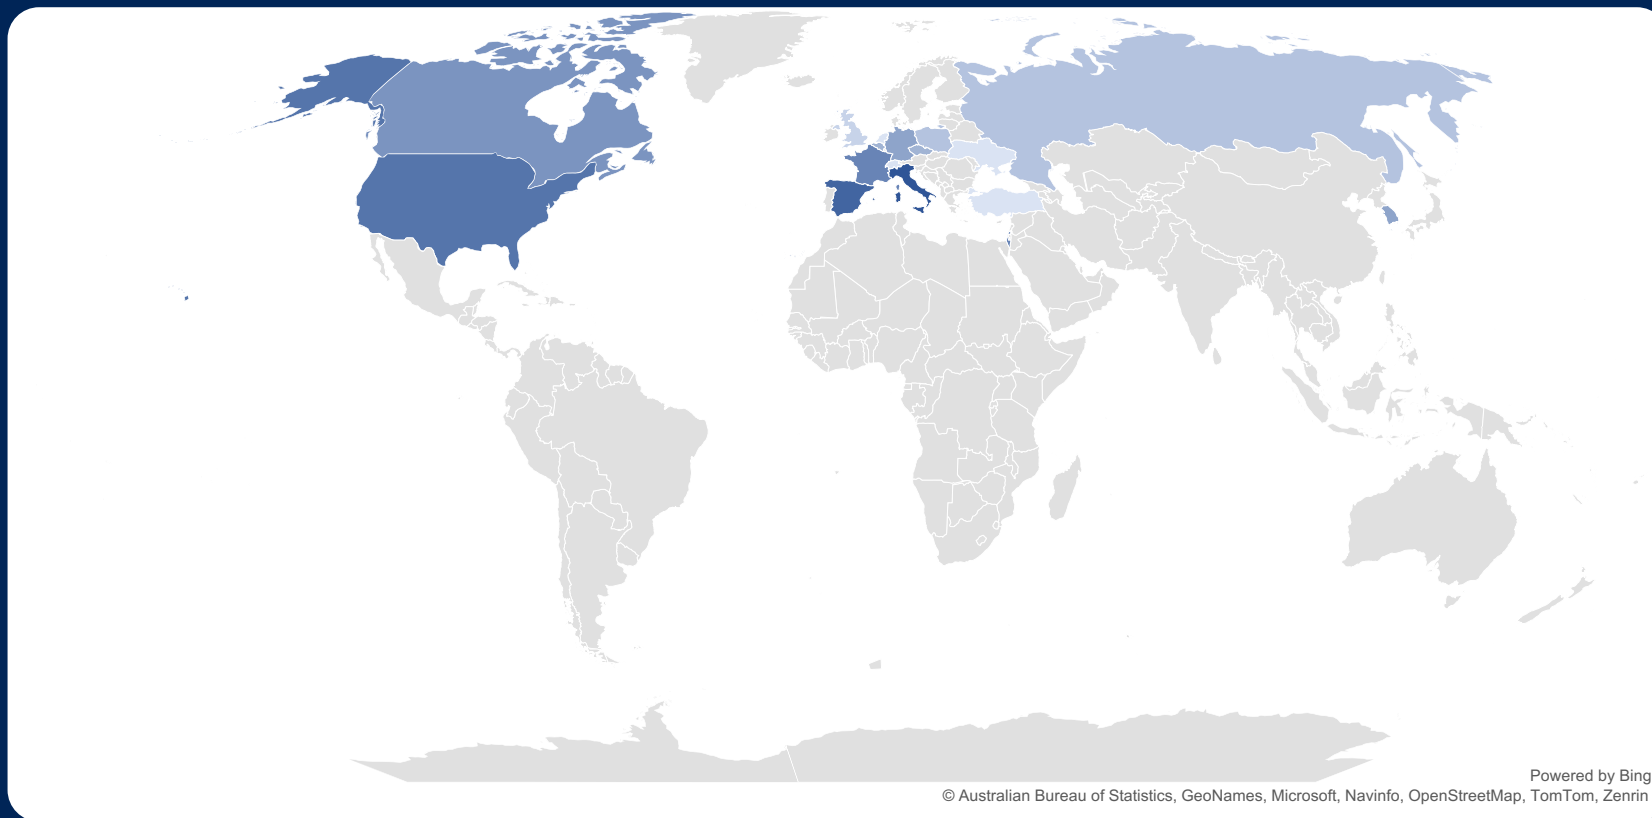 Powered by Bing
© Australian Bureau of Statistics, GeoNames, Microsoft, Navinfo, OpenStreetMap, TomTom, Zenrin